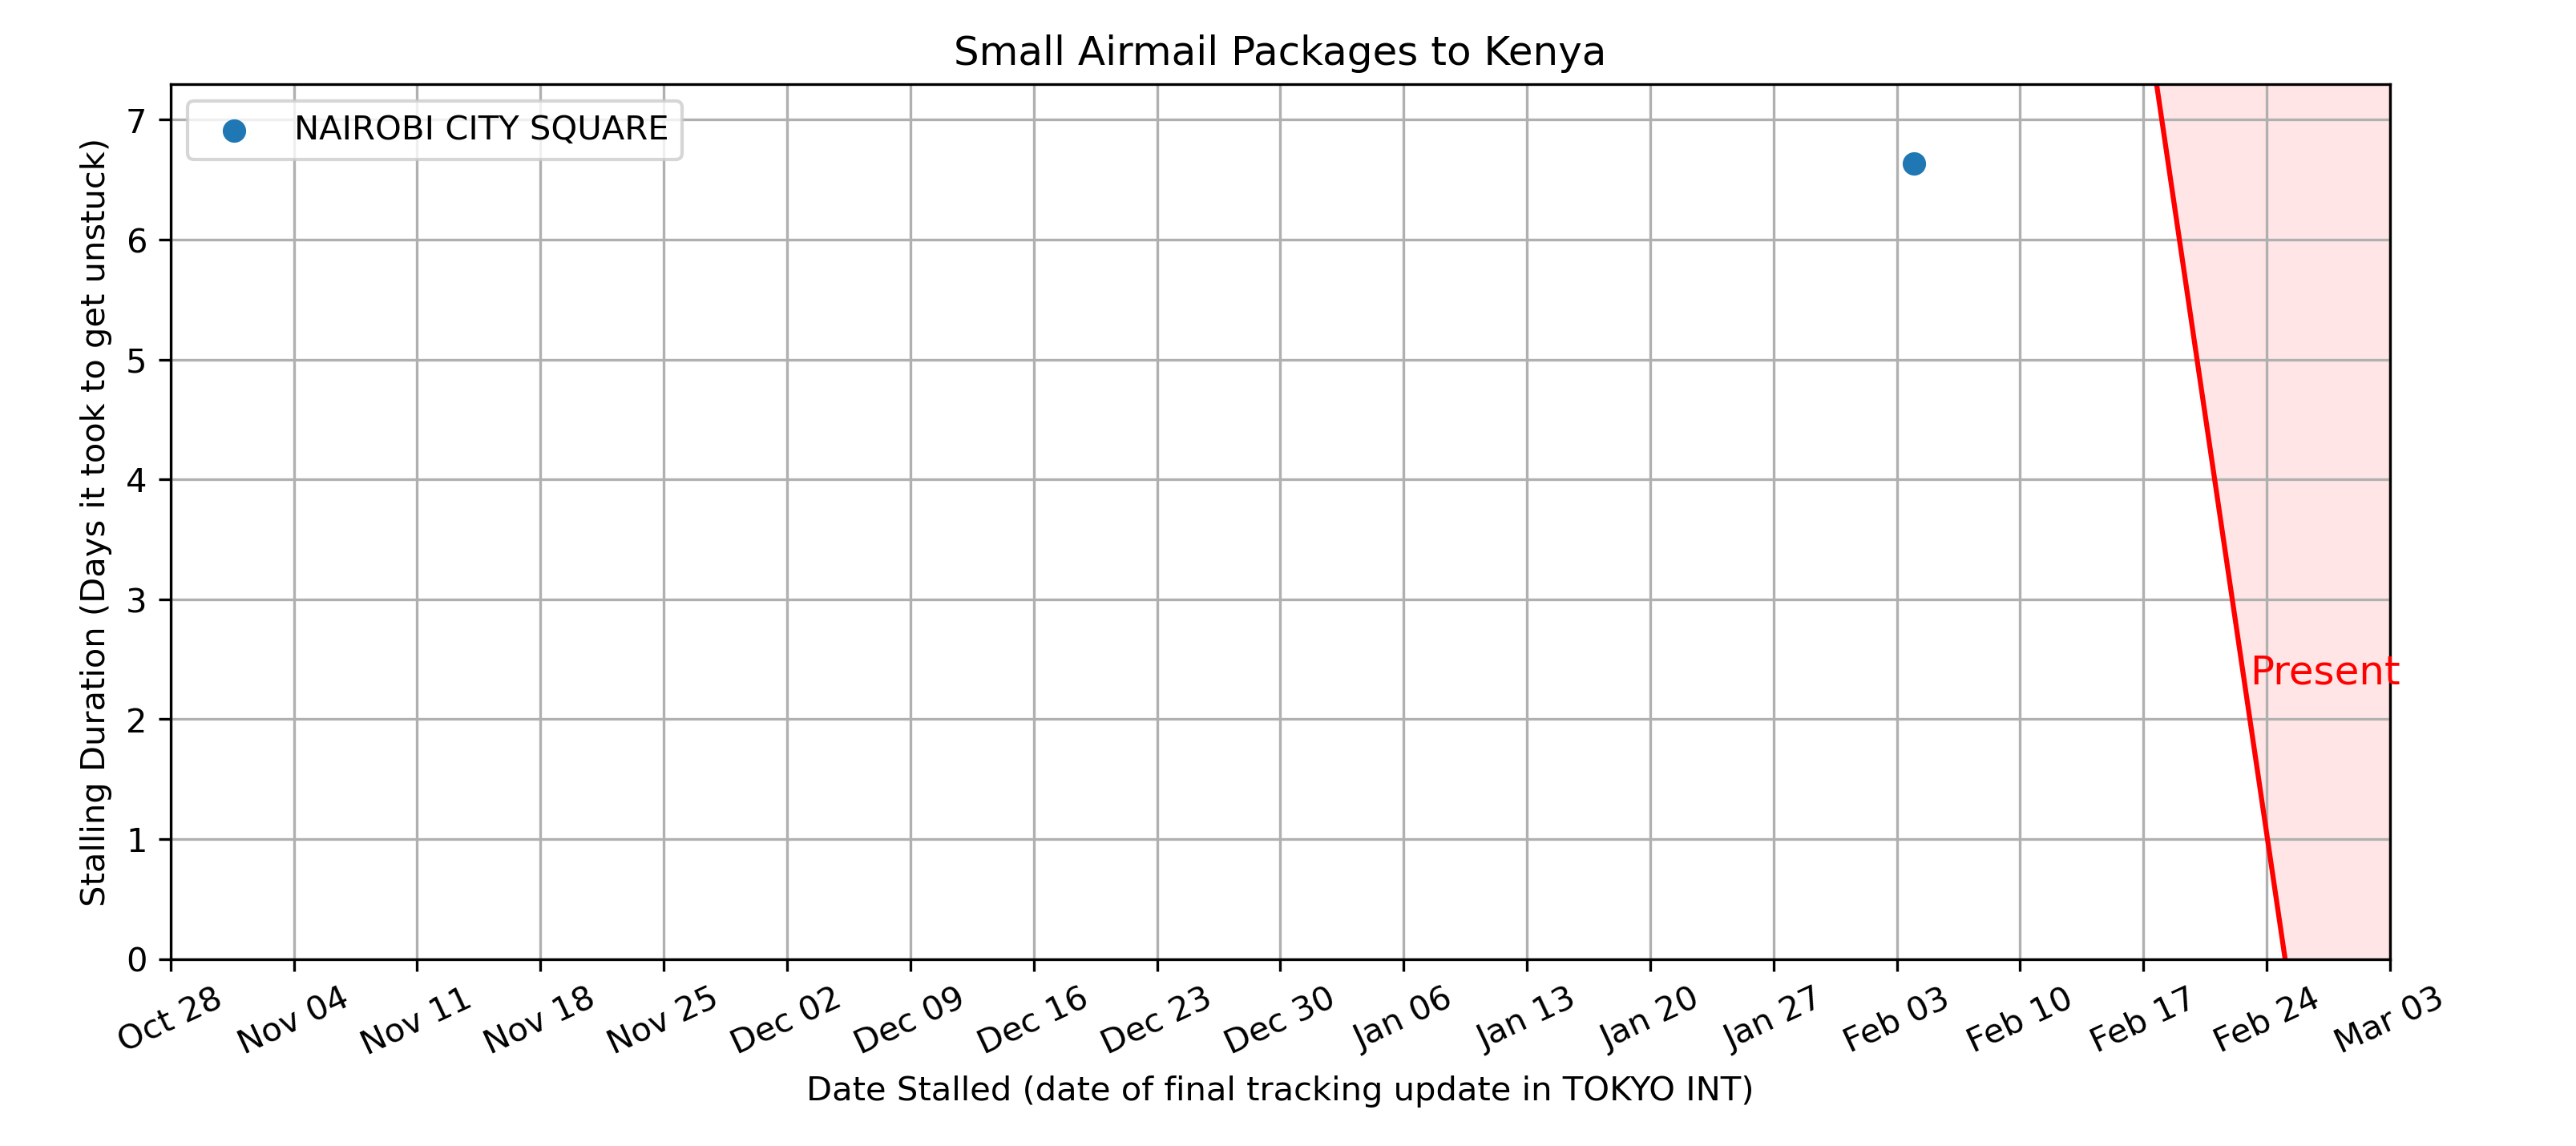 Small Airmail Packages to Kenya
NAIROBI CITY SQUARE
Stalling Duration (Days it took to get unstuck)
7
6
5
4
3
2
1
0
Present
Oct 28
Nov 04
Nov 11
Nov 18
Nov 25
Dec 02
Dec 09
Dec 16
Dec 23
Dec 30
Jan 06
Jan 13
Jan 20
Jan 27
Feb 03
Feb 10
Feb 17
Feb 24
Mar 03
Date Stalled (date of final tracking update in TOKYO INT)